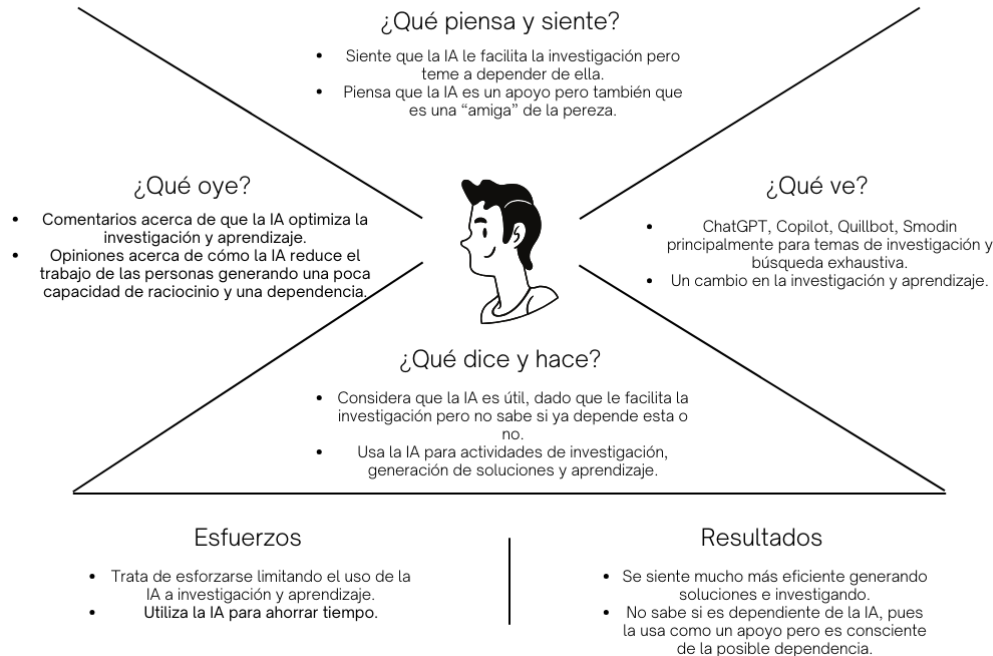 ¿Qué piensa y siente?
• Siente que la IA le facilita la investigación pero
teme a depender de ella.
• Piensa que la IA es un apoyo pero también que
es una “amiga” de la pereza.
¿Qué oye?
• Comentarios acerca de que la IA optimiza la
investigación y aprendizaje.
• Opiniones acerca de cómo la IA reduce el
trabajo de las personas generando una poca
capacidad de raciocinio y una dependencia.
¿Qué ve?
• ChatGPT, Copilot, Quillbot, Smodin
principalmente para temas de investigación y
búsqueda exhaustiva.
• Un cambio en la investigación y aprendizaje.
¿Qué dice y hace?
• Considera que la IA es útil, dado que le facilita la
investigación pero no sabe si ya depende esta o
no.
• Usa la IA para actividades de investigación,
generación de soluciones y aprendizaje.
Esfuerzos
• Trata de esforzarse limitando el uso de la
IA a investigación y aprendizaje.
• Utiliza la IA para ahorrar tiempo.
Resultados
• Se siente mucho más eficiente generando
soluciones e investigando.
• No sabe si es dependiente de la IA, pues
la usa como un apoyo pero es consciente
de la posible dependencia.